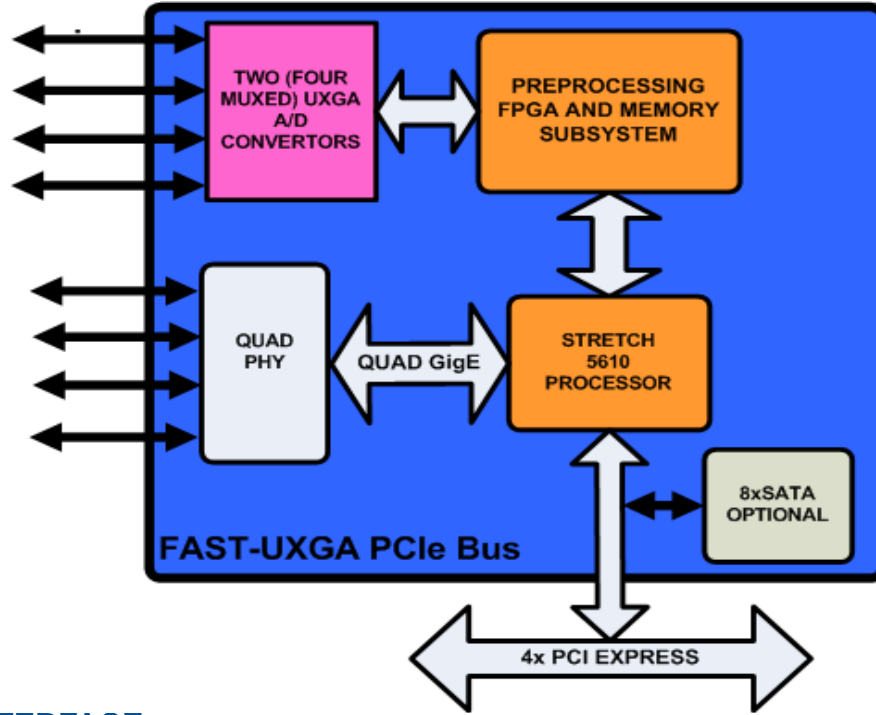 TWO (FOUR
MUXED) UXGA
A/D
CONVERTORS
PREPROCESSING
FPGA AND MEMORY
SUBSYSTEM
QUAD
PHY
QUAD GigE
STRETCH
5610
PROCESSOR
8xSATA
OPTIONAL
FAST-UXGA PCIe Bus
4x PCI EXPRESS